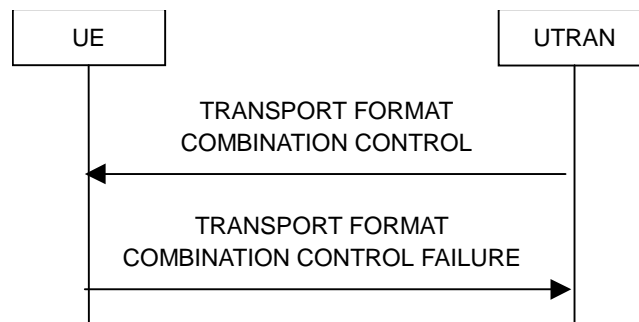 UE
UTRAN
TRANSPORT FORMAT
COMBINATION CONTROL
TRANSPORT FORMAT
COMBINATION CONTROL FAILURE